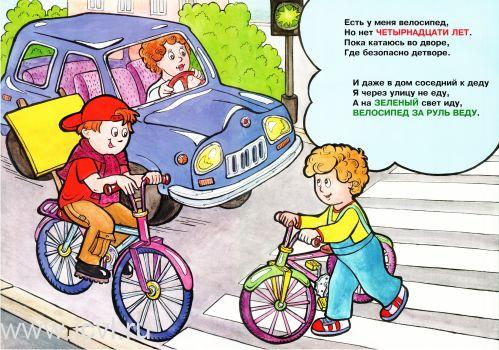 Есть у меня велосипед,
Но нет ЧЕТЫРНАДЦАТИ ЛЕТ.
Пока катаюсь во дворе,
Где безопасно детворе.
И даже в дом соседний к деду
Я через улицу не еду,
А на ЗЕЛЕНЫЙ свет иду,
ВЕЛОСИПЕД ЗА РУЛЬ ВЕДУ.